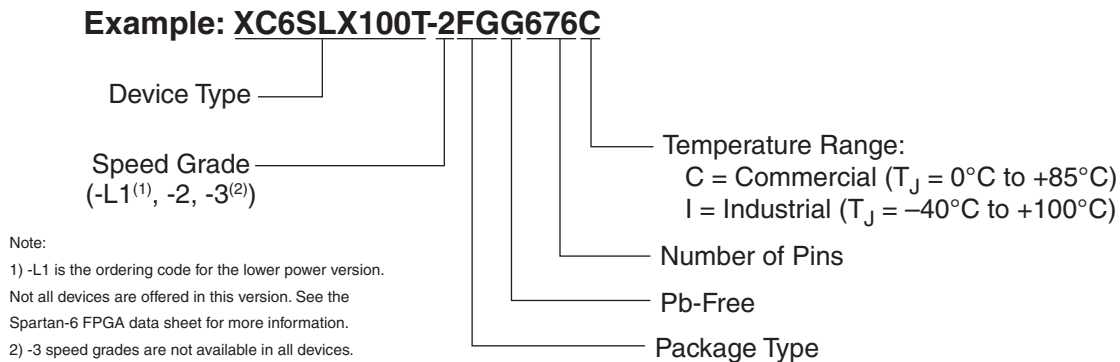 Example: XC6SLX100T-2FGG676C
Device Type
Speed Grade
(-L1(1), -2, -3(2))
Temperature Range:
C = Commercial (TJ = 0°C to +85°C)
I = Industrial (TJ = –40°C to +100°C)
Number of Pins
Pb-Free
Package Type
Note:
1) -L1 is the ordering code for the lower power version.
Not all devices are offered in this version. See the
Spartan-6 FPGA data sheet for more information.
2) -3 speed grades are not available in all devices.